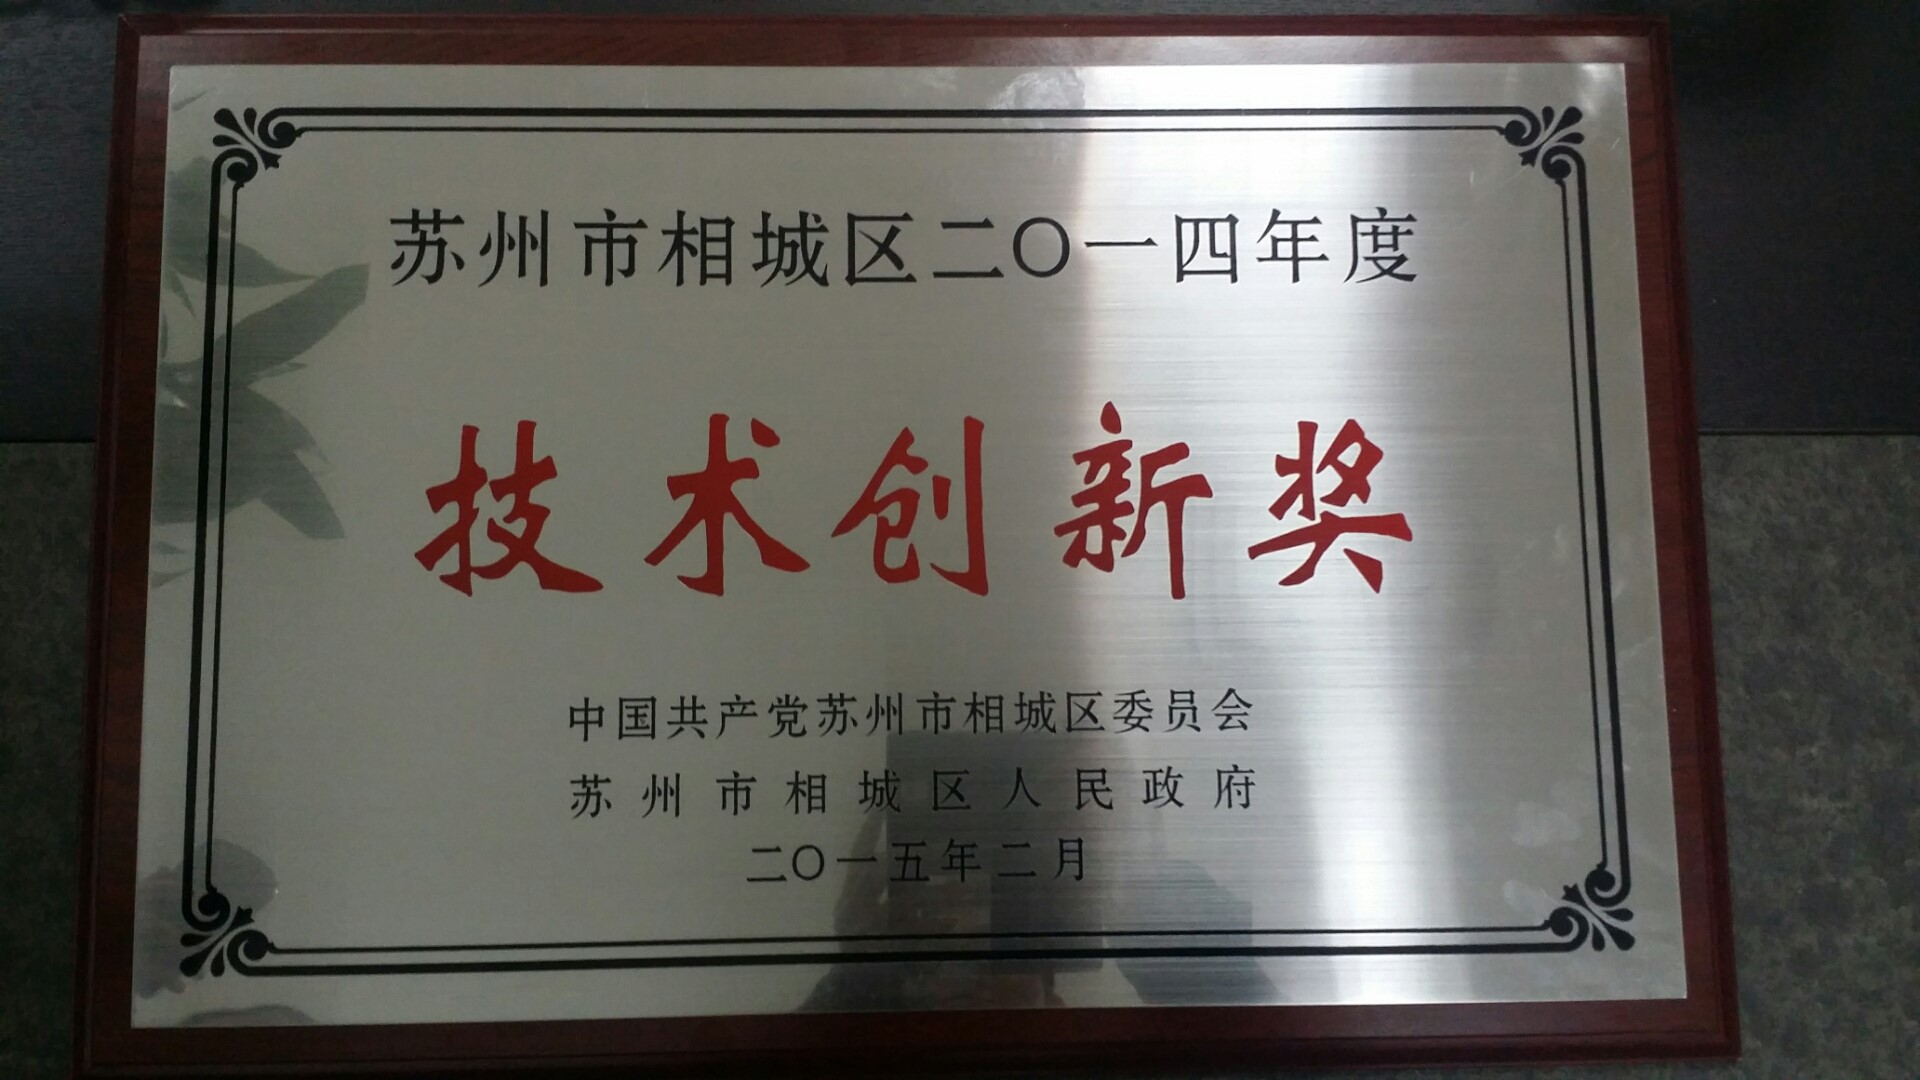 苏州市相城区二〇一四年度
技术创新奖
中国共产党苏州市相城区委员会
苏州市相城区人民政府
二〇一五年二月